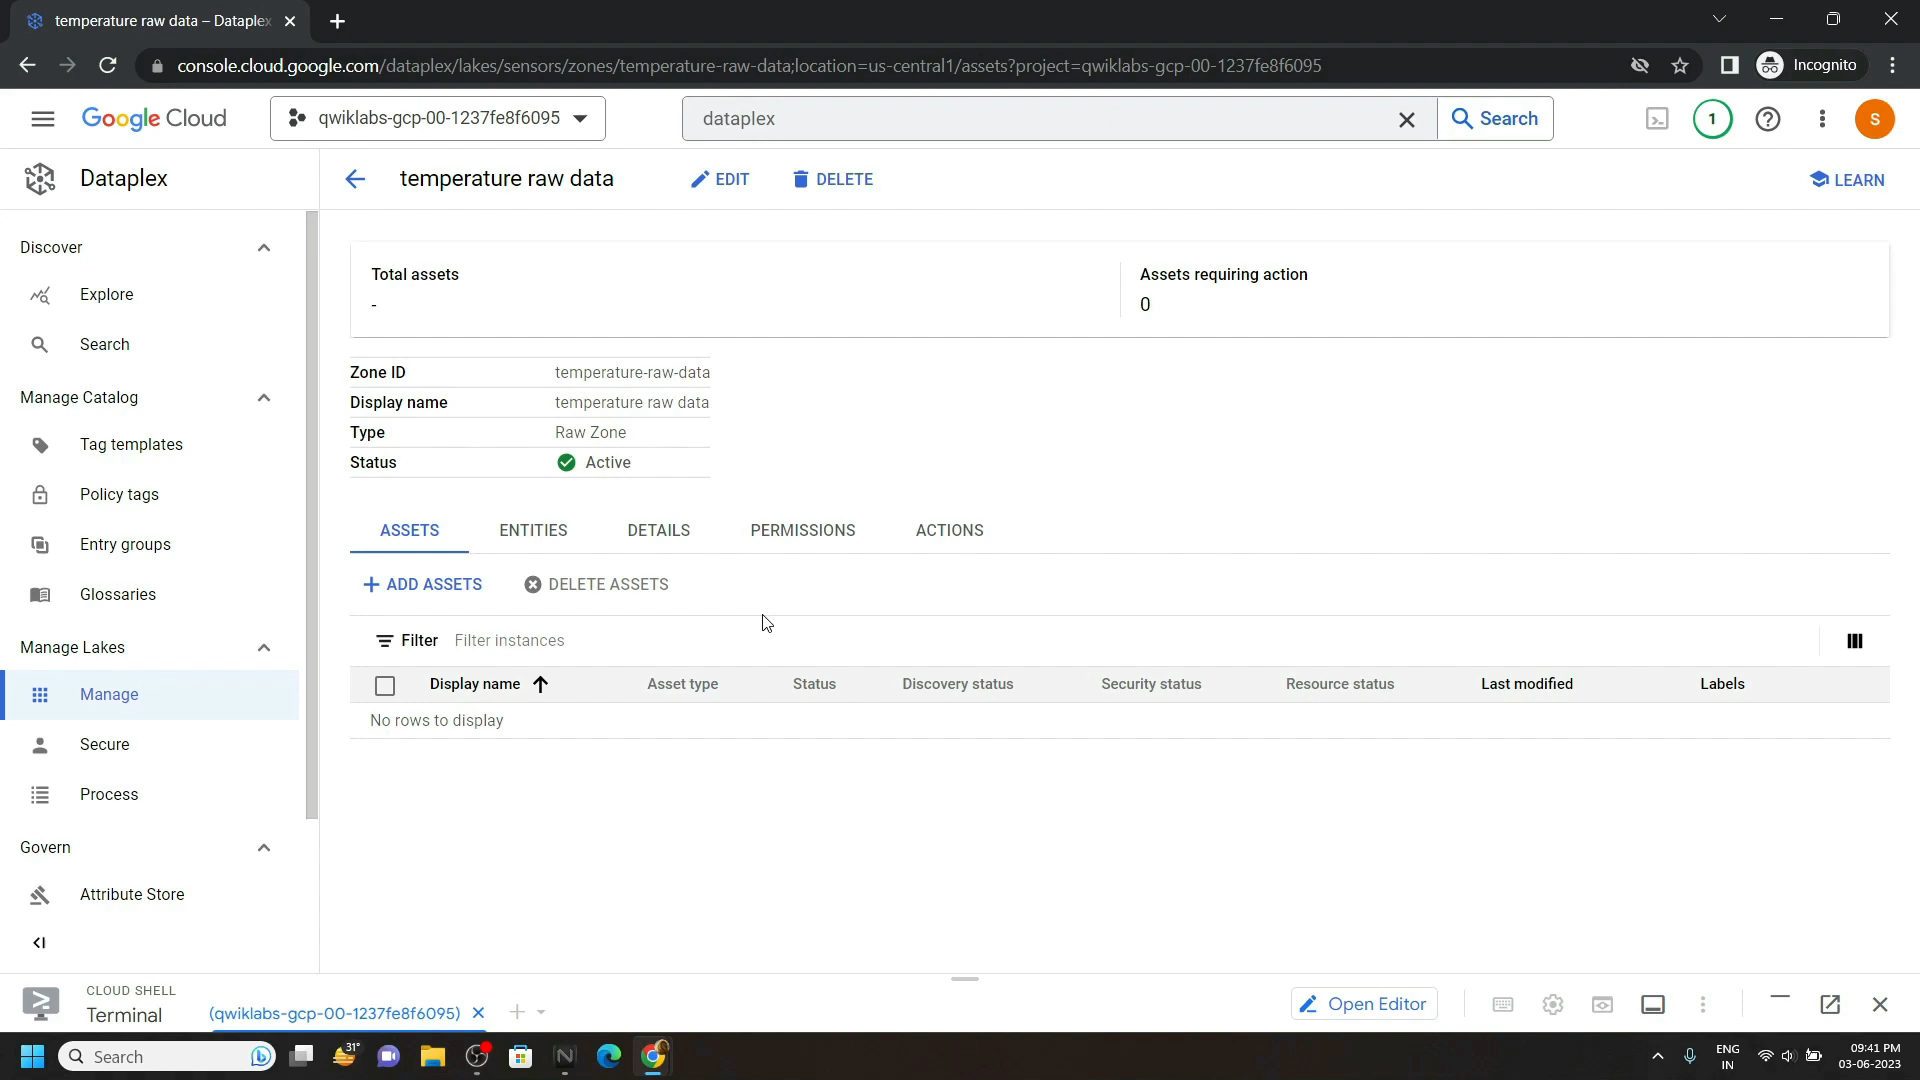 temperature raw data – Dataplex
console.cloud.google.com/dataplex/lakes/sensors/zones/temperature-raw-data;location=us-central1/assets?project=qwiklabs-gcp-00-1237fe8f6095
Incognito
Google Cloud
qwiklabs-gcp-00-1237fe8f6095
dataplex
Search
1
S
Dataplex
temperature raw data
EDIT
DELETE
LEARN
Discover
Explore
Search
Manage Catalog
Tag templates
Policy tags
Entry groups
Glossaries
Manage Lakes
Manage
Secure
Process
Govern
Attribute Store
Total assets
-
Assets requiring action
0
Zone ID temperature-raw-data
Display name temperature raw data
Type Raw Zone
Status Active
ASSETS ENTITIES DETAILS PERMISSIONS ACTIONS
ADD ASSETS DELETE ASSETS
Filter Filter instances
Display name Asset type Status Discovery status Security status Resource status Last modified Labels
No rows to display
CLOUD SHELL
Terminal
(qwiklabs-gcp-00-1237fe8f6095)
Open Editor
Search
31°
ENG
IN
09:41 PM
03-06-2023